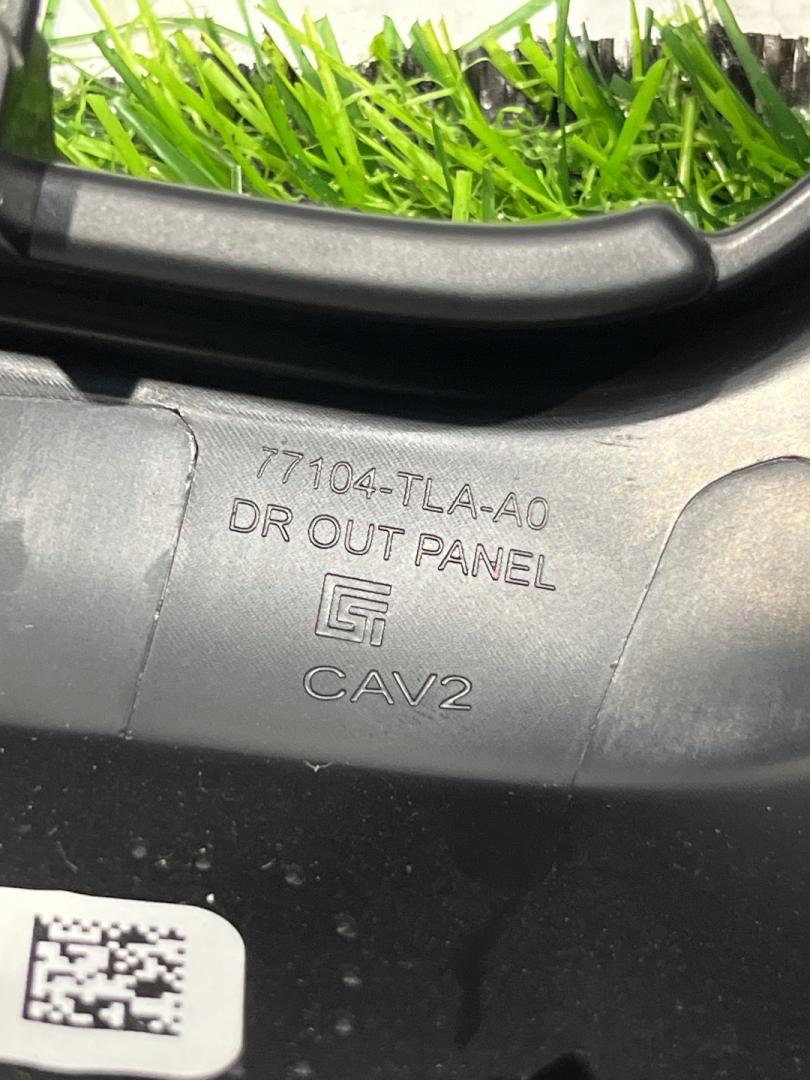 77104-TLA-A0
DR OUT PANEL
CAV2